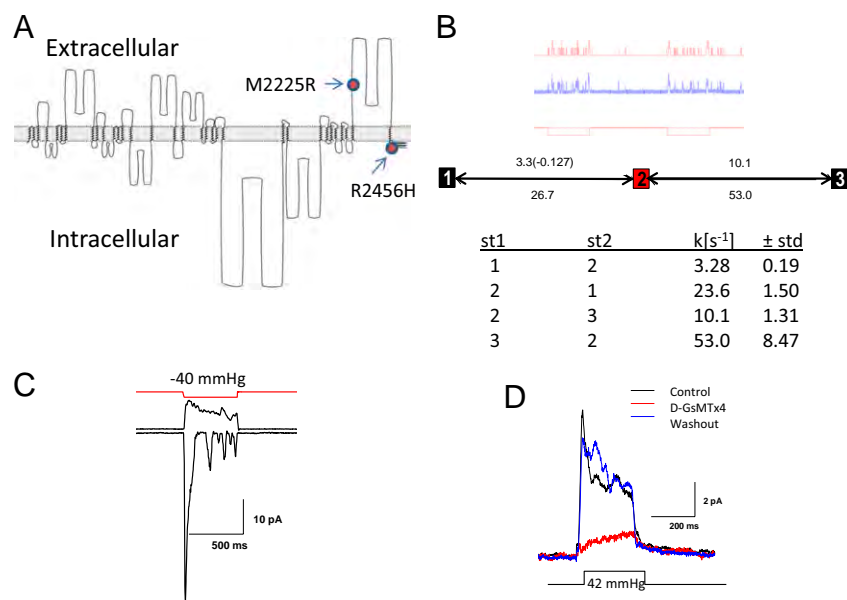 A
Extracellular
M2225R
R2456H
Intracellular
B
3.3(-0.127) 10.1
1 2 3
26.7 53.0
st1 st2 k[s⁻¹] ± std
1 2 3.28 0.19
2 1 23.6 1.50
2 3 10.1 1.31
3 2 53.0 8.47
C
-40 mmHg
10 pA
500 ms
D
Control
D-GsMTx4
Washout
2 pA
200 ms
42 mmHg